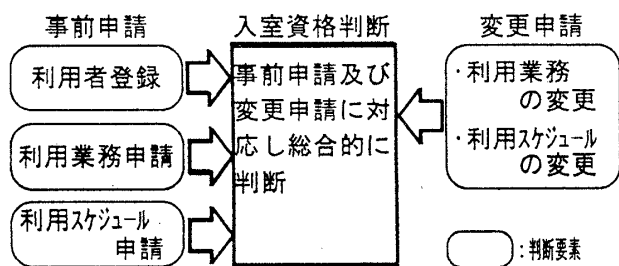 事前申請
利用者登録
利用業務申請
利用スケジュール
申請
入室資格判断
事前申請及び
変更申請に対
応し総合的に
判断
変更申請
・利用業務
の変更
・利用スケジュール
の変更
：判断要素